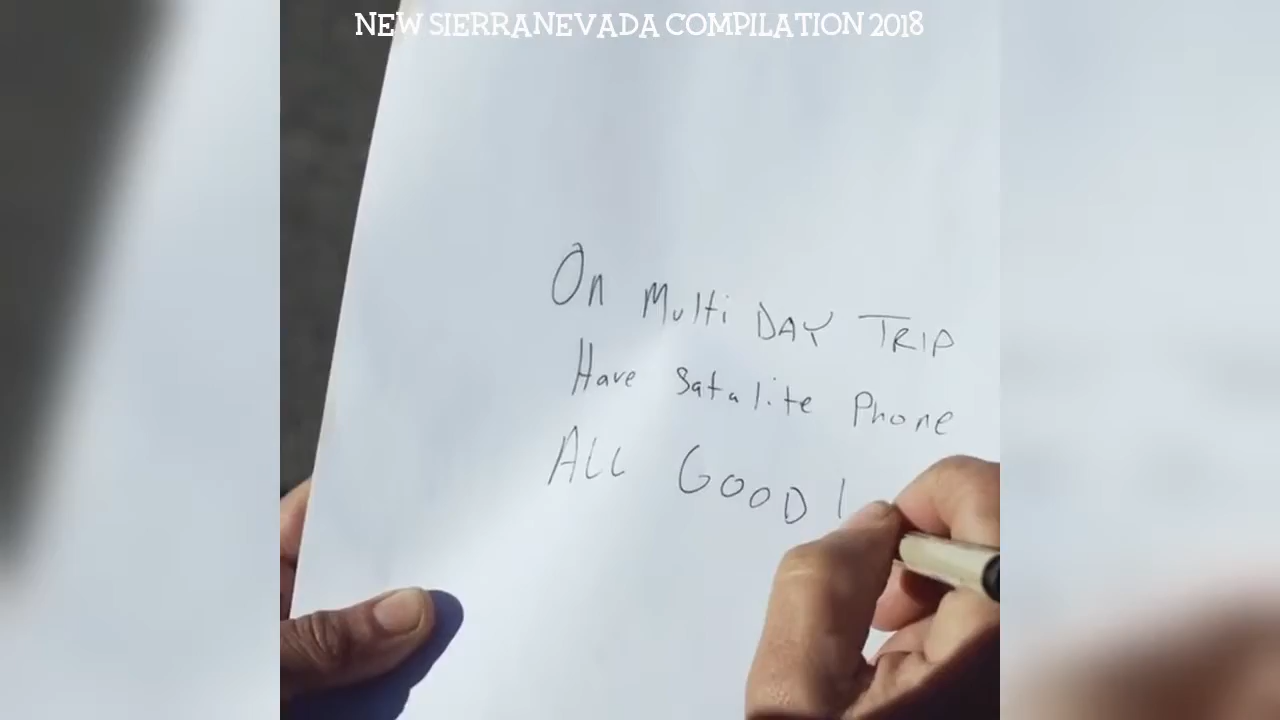 NEW SIERRANEVADA COMPILATION 2018
On Multi DAY TRIP
Have Satalite Phone
ALL GOOD !